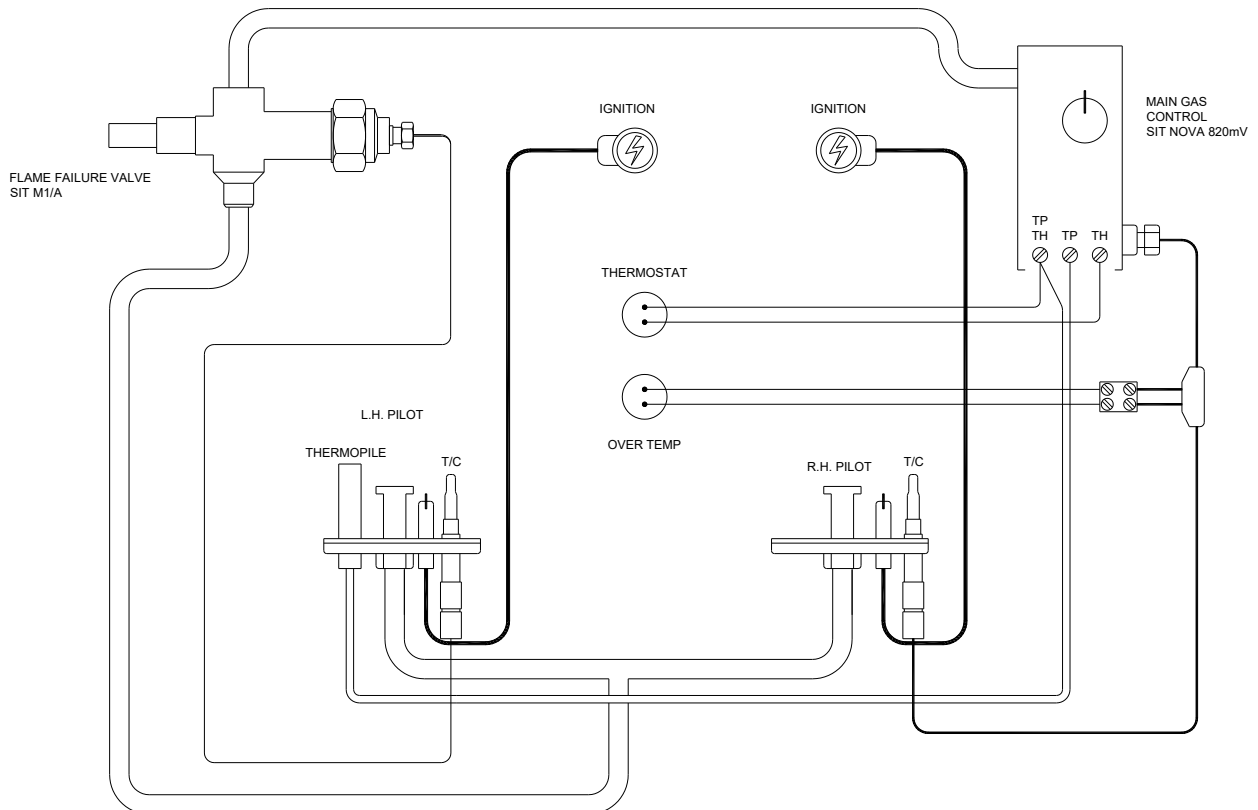 IGNITION
IGNITION
MAIN GAS
CONTROL
SIT NOVA 820mV
FLAME FAILURE VALVE
SIT M1/A
TP
TH
TP
TH
THERMOSTAT
L.H. PILOT
OVER TEMP
THERMOPILE
T/C
R.H. PILOT
T/C